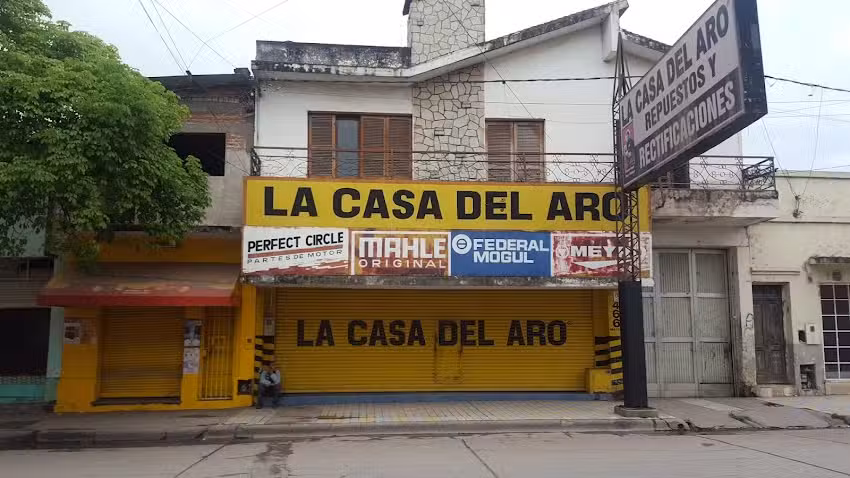 LA CASA DEL ARO
REPUESTOS Y
RECTIFICACIONES
LA CASA DEL ARO
PERFECT CIRCLE
PARTES DE MOTOR
MAHLE
ORIGINAL
FEDERAL
MOGUL
LA CASA DEL ARO